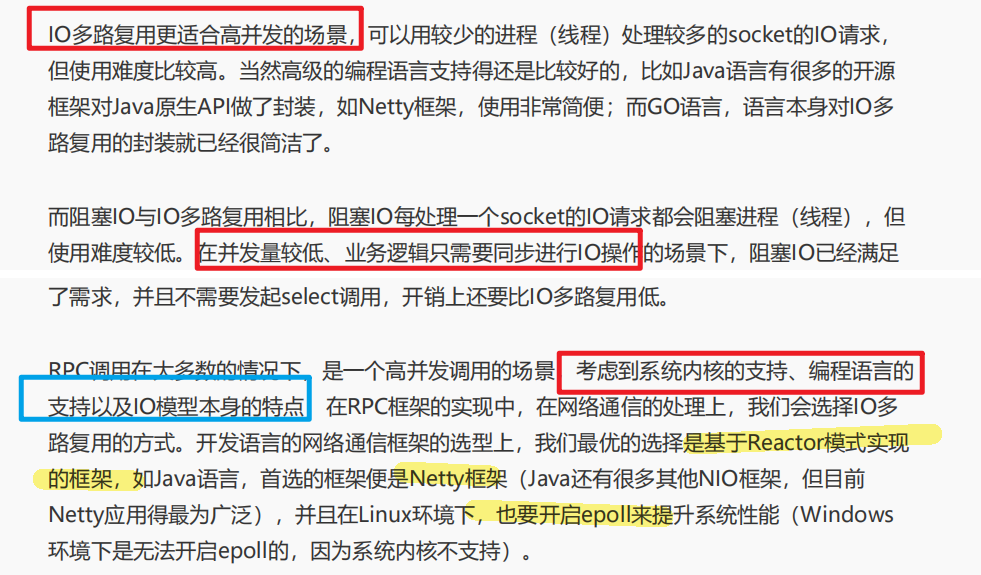 IO多路复用更适合高并发的场景，可以用较少的进程（线程）处理较多的socket的IO请求，
但使用难度比较高。当然高级的编程语言支持得还是比较好的，比如Java语言有很多的开源
框架对Java原生API做了封装，如Netty框架，使用非常简便；而GO语言，语言本身对IO多
路复用的封装就已经很简洁了。
而阻塞IO与IO多路复用相比，阻塞IO每处理一个socket的IO请求都会阻塞进程（线程），但
使用难度较低。在并发量较低、业务逻辑只需要同步进行IO操作的场景下，阻塞IO已经满足
了需求，并且不需要发起select调用，开销上还要比IO多路复用低。
RPC调用在大多数的情况下，是一个高并发调用的场景，考虑到系统内核的支持、编程语言的
支持以及IO模型本身的特点，在RPC框架的实现中，在网络通信的处理上，我们会选择IO多
路复用的方式。开发语言的网络通信框架的选型上，我们最优的选择是基于Reactor模式实现
的框架，如Java语言，首选的框架便是Netty框架（Java还有很多其他NIO框架，但目前
Netty应用得最为广泛），并且在Linux环境下，也要开启epoll来提升系统性能（Windows
环境下是无法开启epoll的，因为系统内核不支持）。